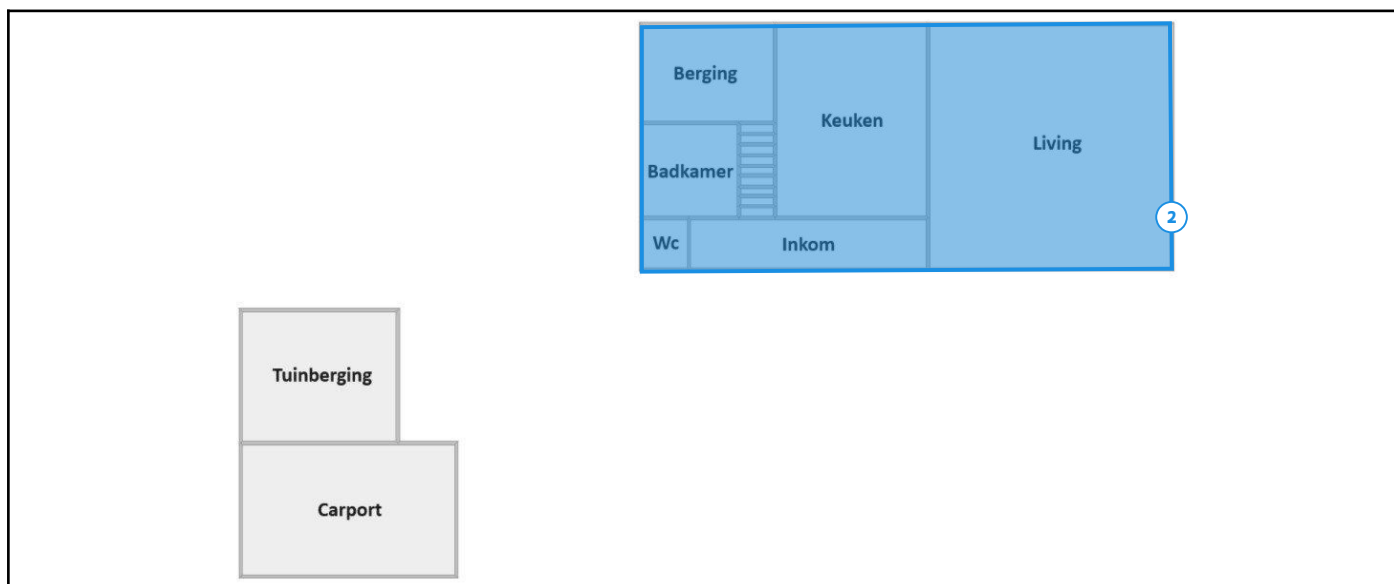 Berging
Keuken
Living
Badkamer
2
Wc
Inkom
Tuinberging
Carport